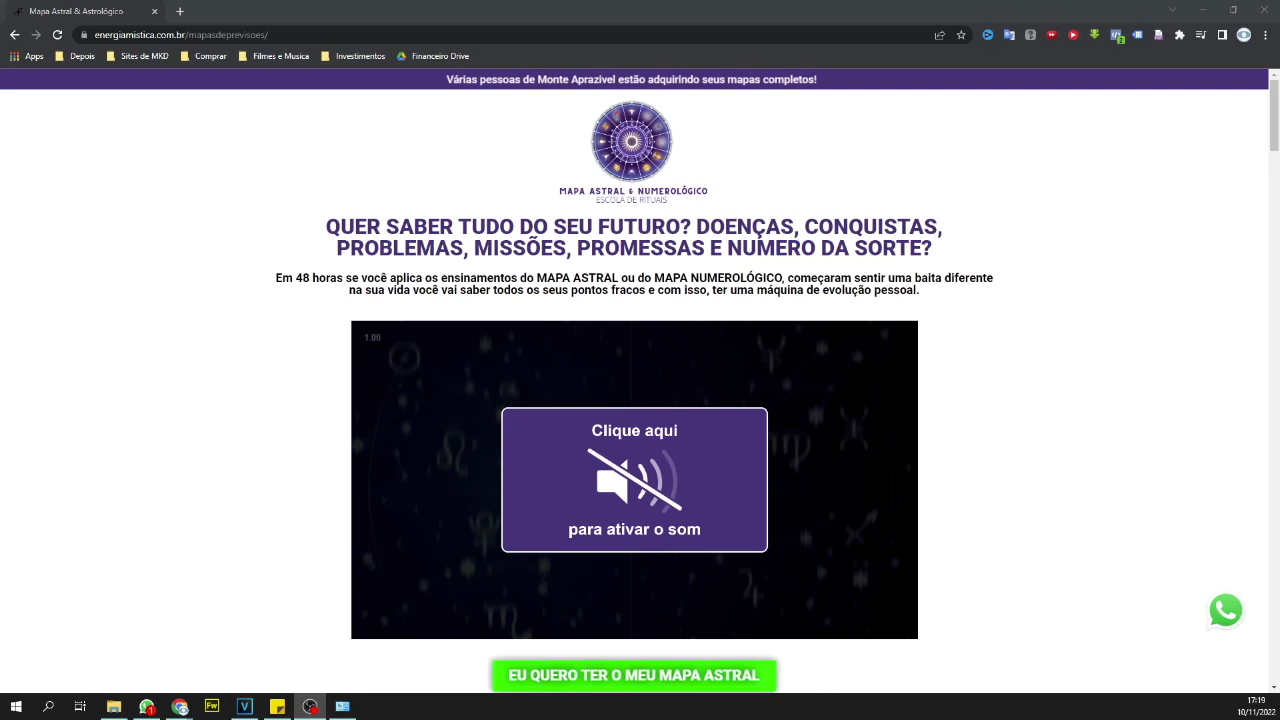 Mapa Astral & Numerológico
energiamistica.com.br/mapasdeprevisoes/
Apps
Depois
Sites de MKD
Comprar
Filmes e Musica
Investimentos
Financeiro Drive
Várias pessoas de Monte Aprazivel estão adquirindo seus mapas completos!
MAPA ASTRAL & NUMEROLÓGICO
ESCOLA DE RITUAIS
QUER SABER TUDO DO SEU FUTURO? DOENÇAS, CONQUISTAS,
PROBLEMAS, MISSÕES, PROMESSAS E NUMERO DA SORTE?
Em 48 horas se você aplica os ensinamentos do MAPA ASTRAL ou do MAPA NUMEROLÓGICO, começaram sentir uma baita diferente
na sua vida você vai saber todos os seus pontos fracos e com isso, ter uma máquina de evolução pessoal.
1.00
Clique aqui
para ativar o som
EU QUERO TER O MEU MAPA ASTRAL
Fw
V
17:19
10/11/2022